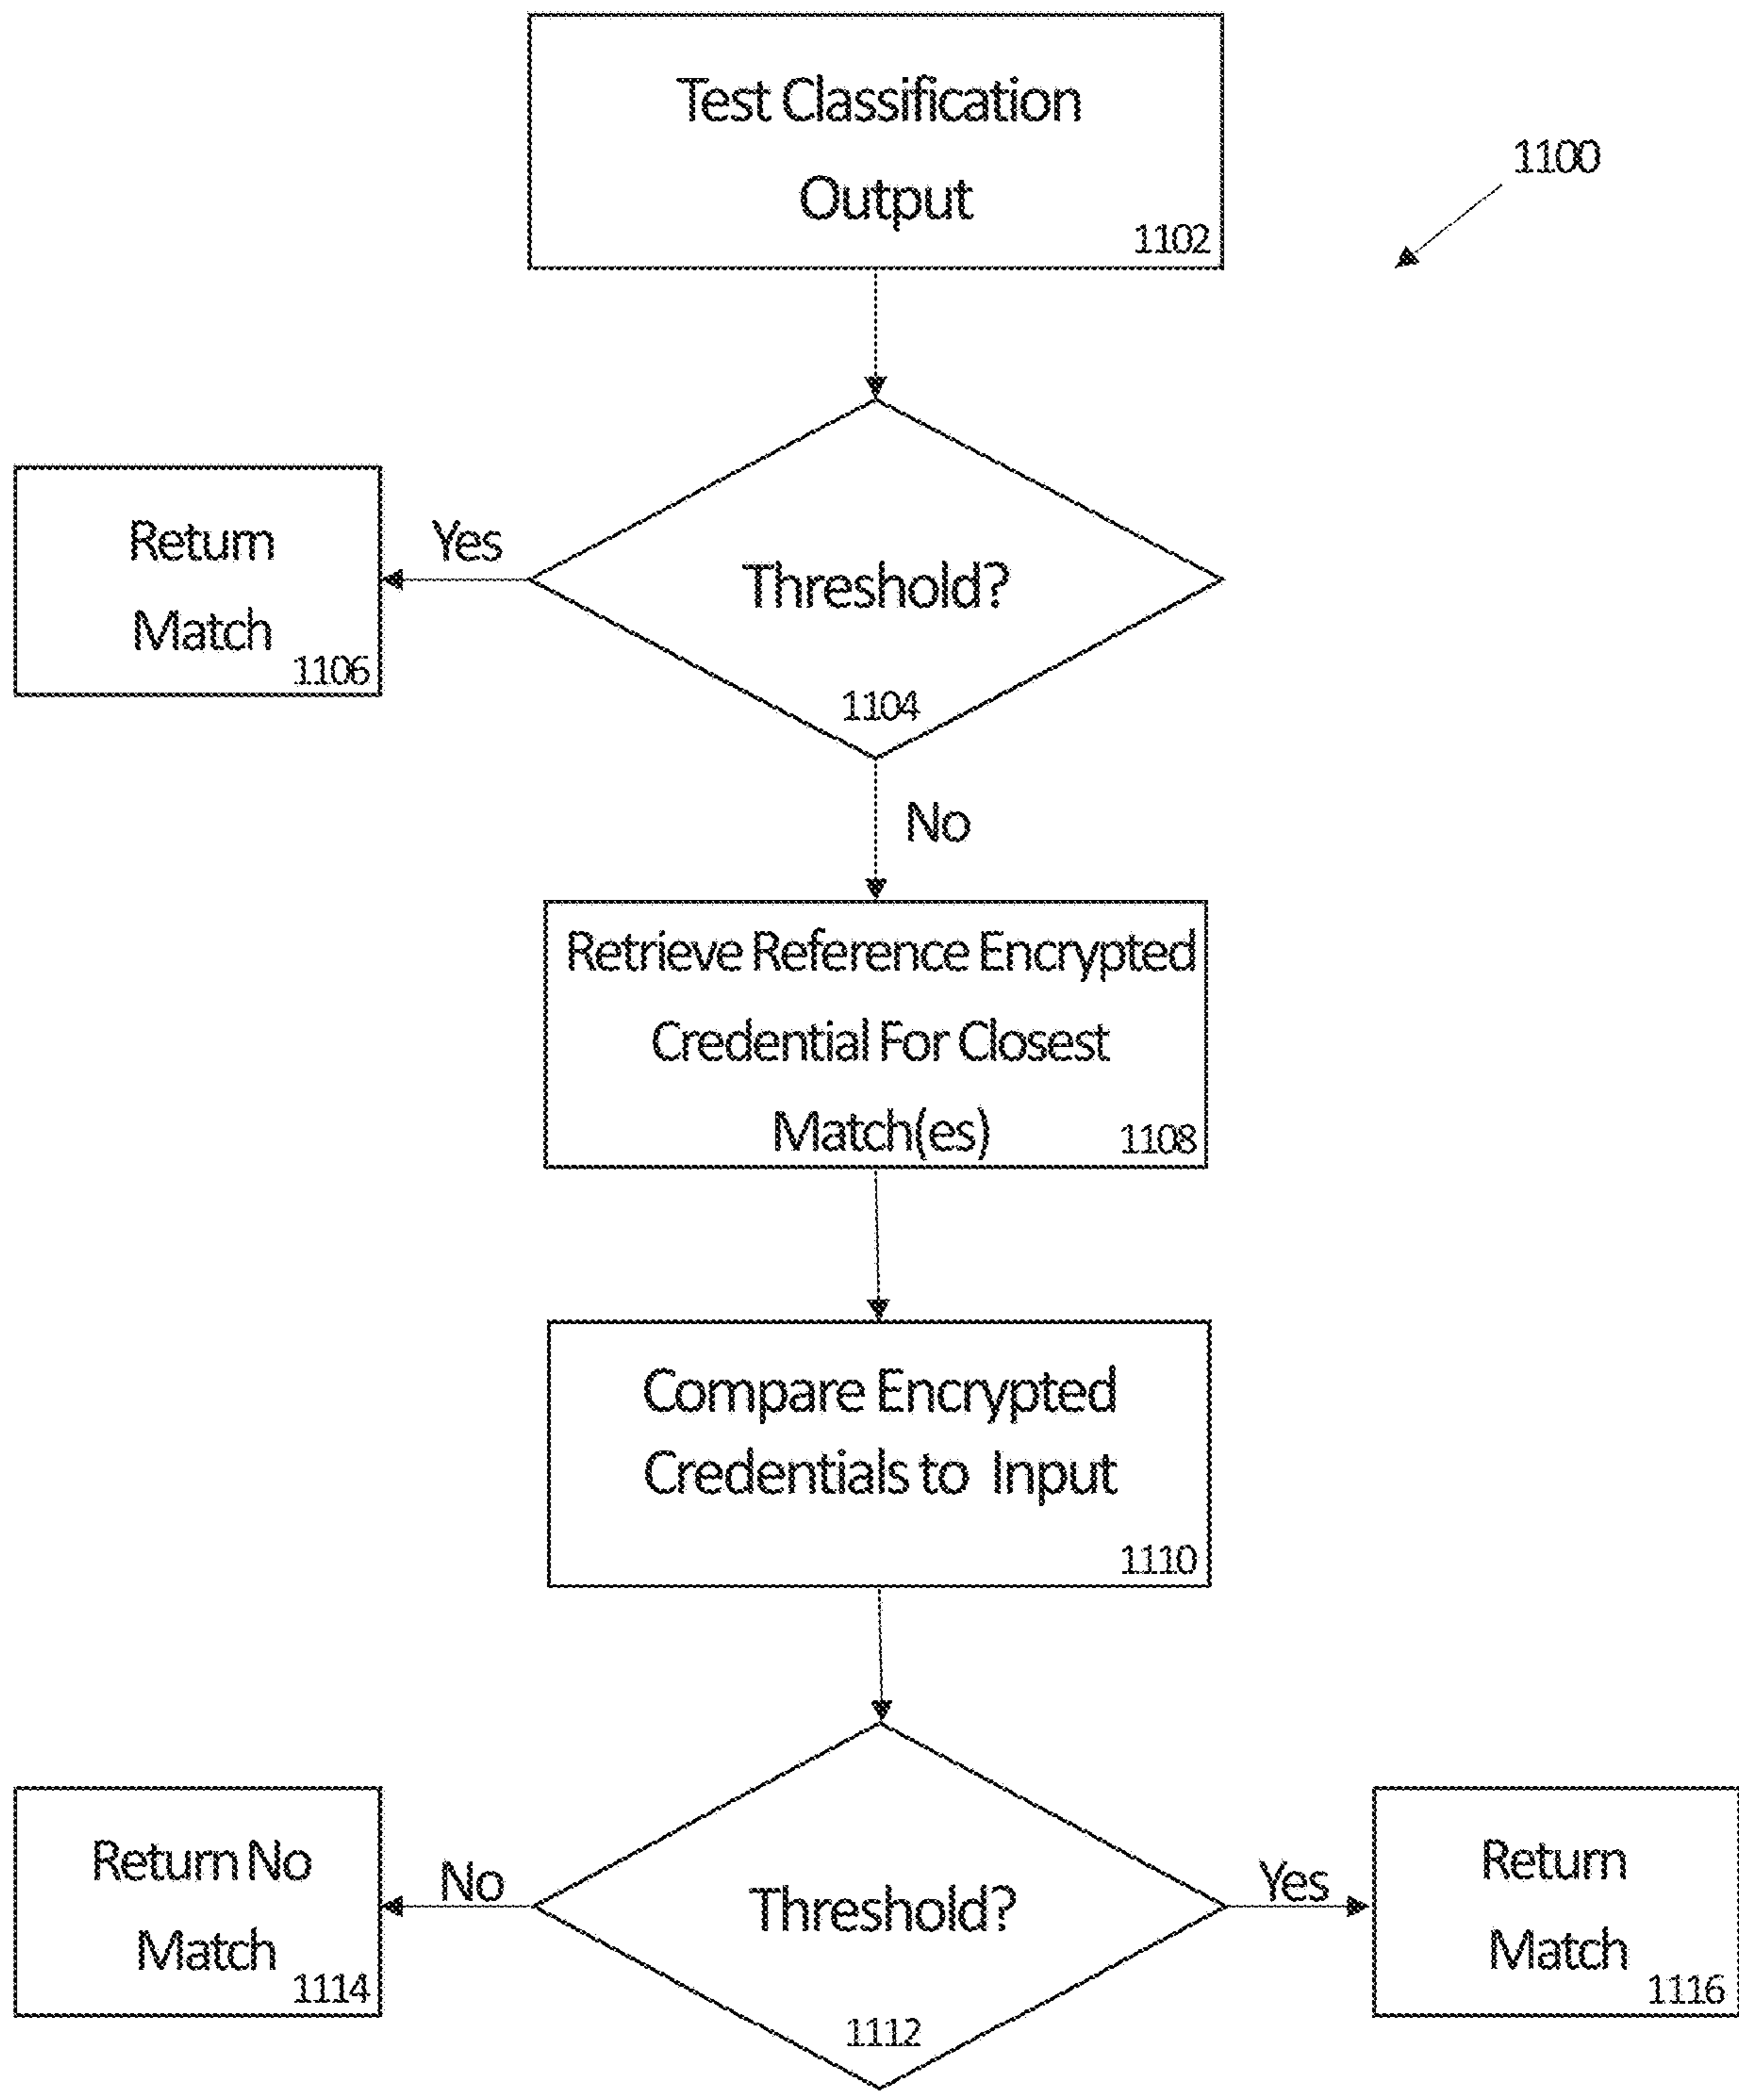 Test Classification
Output
1102
1100
Return
Match
1106
Yes
Threshold?
1104
No
Retrieve Reference Encrypted
Credential For Closest
Match(es)
1108
Compare Encrypted
Credentials to Input
1110
Return No
Match
1114
No
Threshold?
1112
Yes
Return
Match
1116